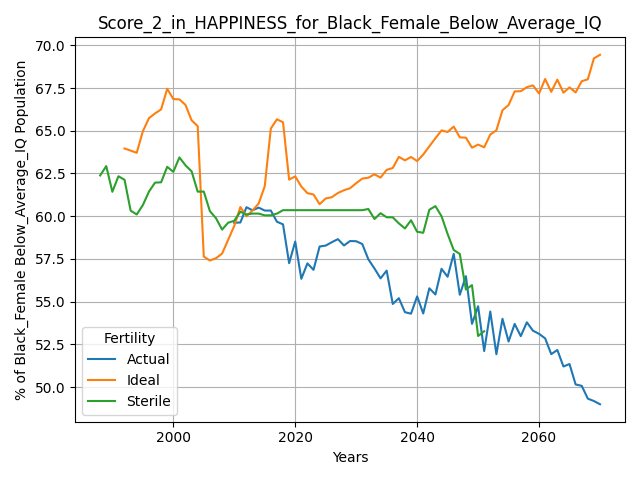 Score_2_in_HAPPINESS_for_Black_Female_Below_Average_IQ
% of Black_Female Below_Average_IQ Population
70.0
67.5
65.0
62.5
60.0
57.5
55.0
52.5
50.0
Fertility
Actual
Ideal
Sterile
2000 2020 2040 2060
Years